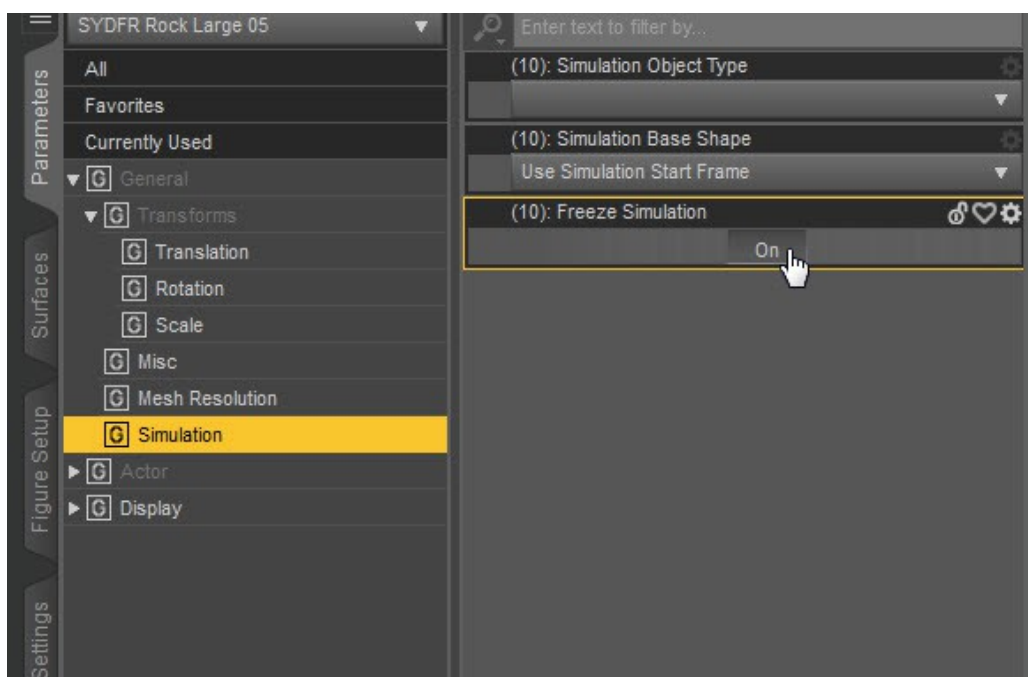 SYDFR Rock Large 05
All
Favorites
Currently Used
G General
G Transforms
G Translation
G Rotation
G Scale
G Misc
G Mesh Resolution
G Simulation
G Actor
G Display
Parameters
Surfaces
Figure Setup
Settings
Enter text to filter by...
(10): Simulation Object Type
(10): Simulation Base Shape
Use Simulation Start Frame
(10): Freeze Simulation
On